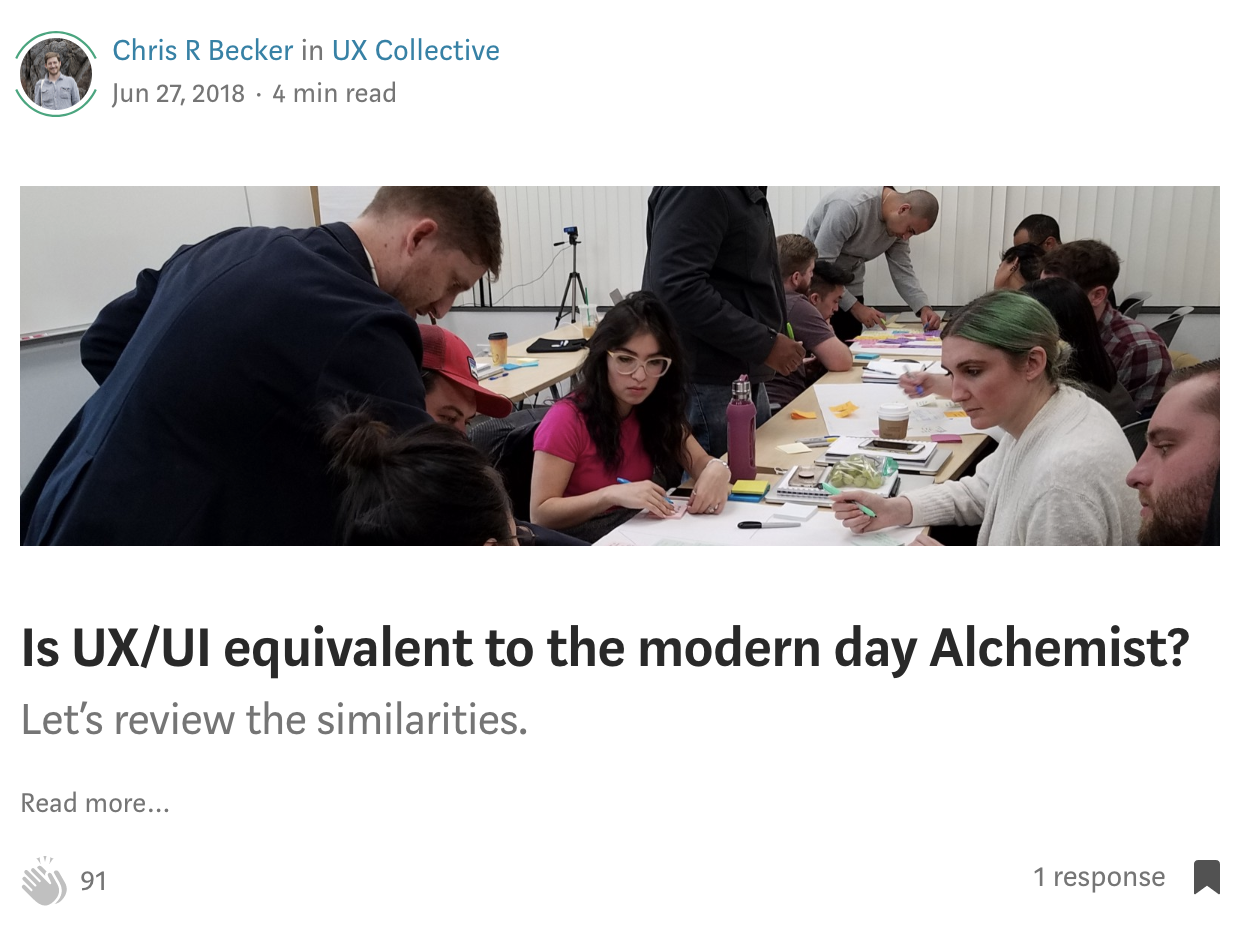 Chris R Becker in UX Collective
Jun 27, 2018 · 4 min read
Is UX/UI equivalent to the modern day Alchemist?
Let’s review the similarities.
Read more…
91
1 response